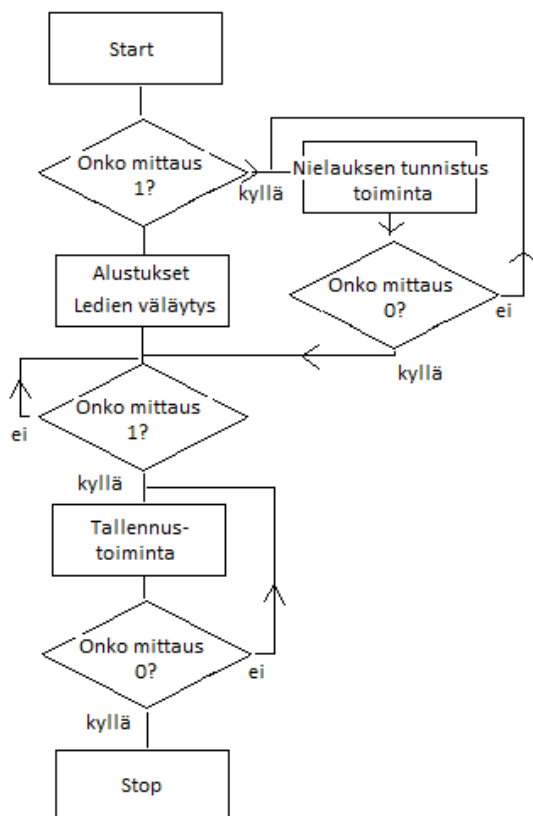 Start
Onko mittaus
1?
kyllä
Nielauksen tunnistus
toiminta
Alustukset
Ledien väläytys
Onko mittaus
0?
ei
kyllä
Onko mittaus
1?
ei
kyllä
Tallennus-
toiminta
Onko mittaus
0?
ei
kyllä
Stop